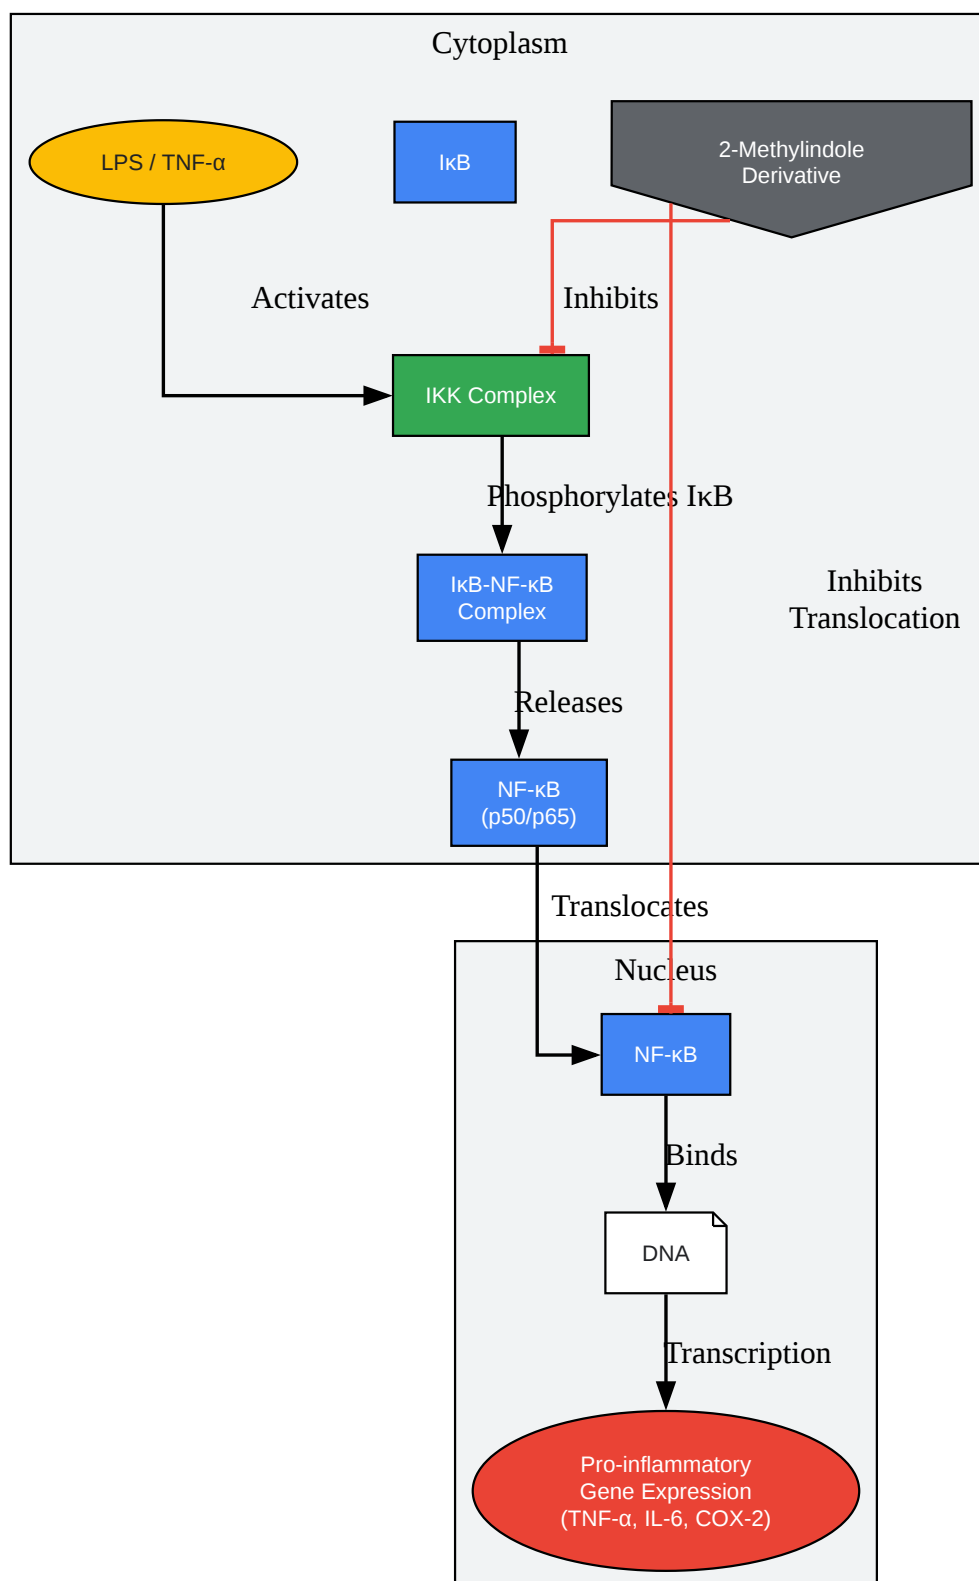 Cytoplasm
LPS / TNF-α
IκB
2-Methylindole
Derivative
Activates
Inhibits
IKK Complex
Phosphorylates IκB
IκB-NF-κB
Complex
Inhibits
Translocation
Releases
NF-κB
(p50/p65)
Translocates
Nucleus
NF-κB
Binds
DNA
Transcription
Pro-inflammatory
Gene Expression
(TNF-α, IL-6, COX-2)